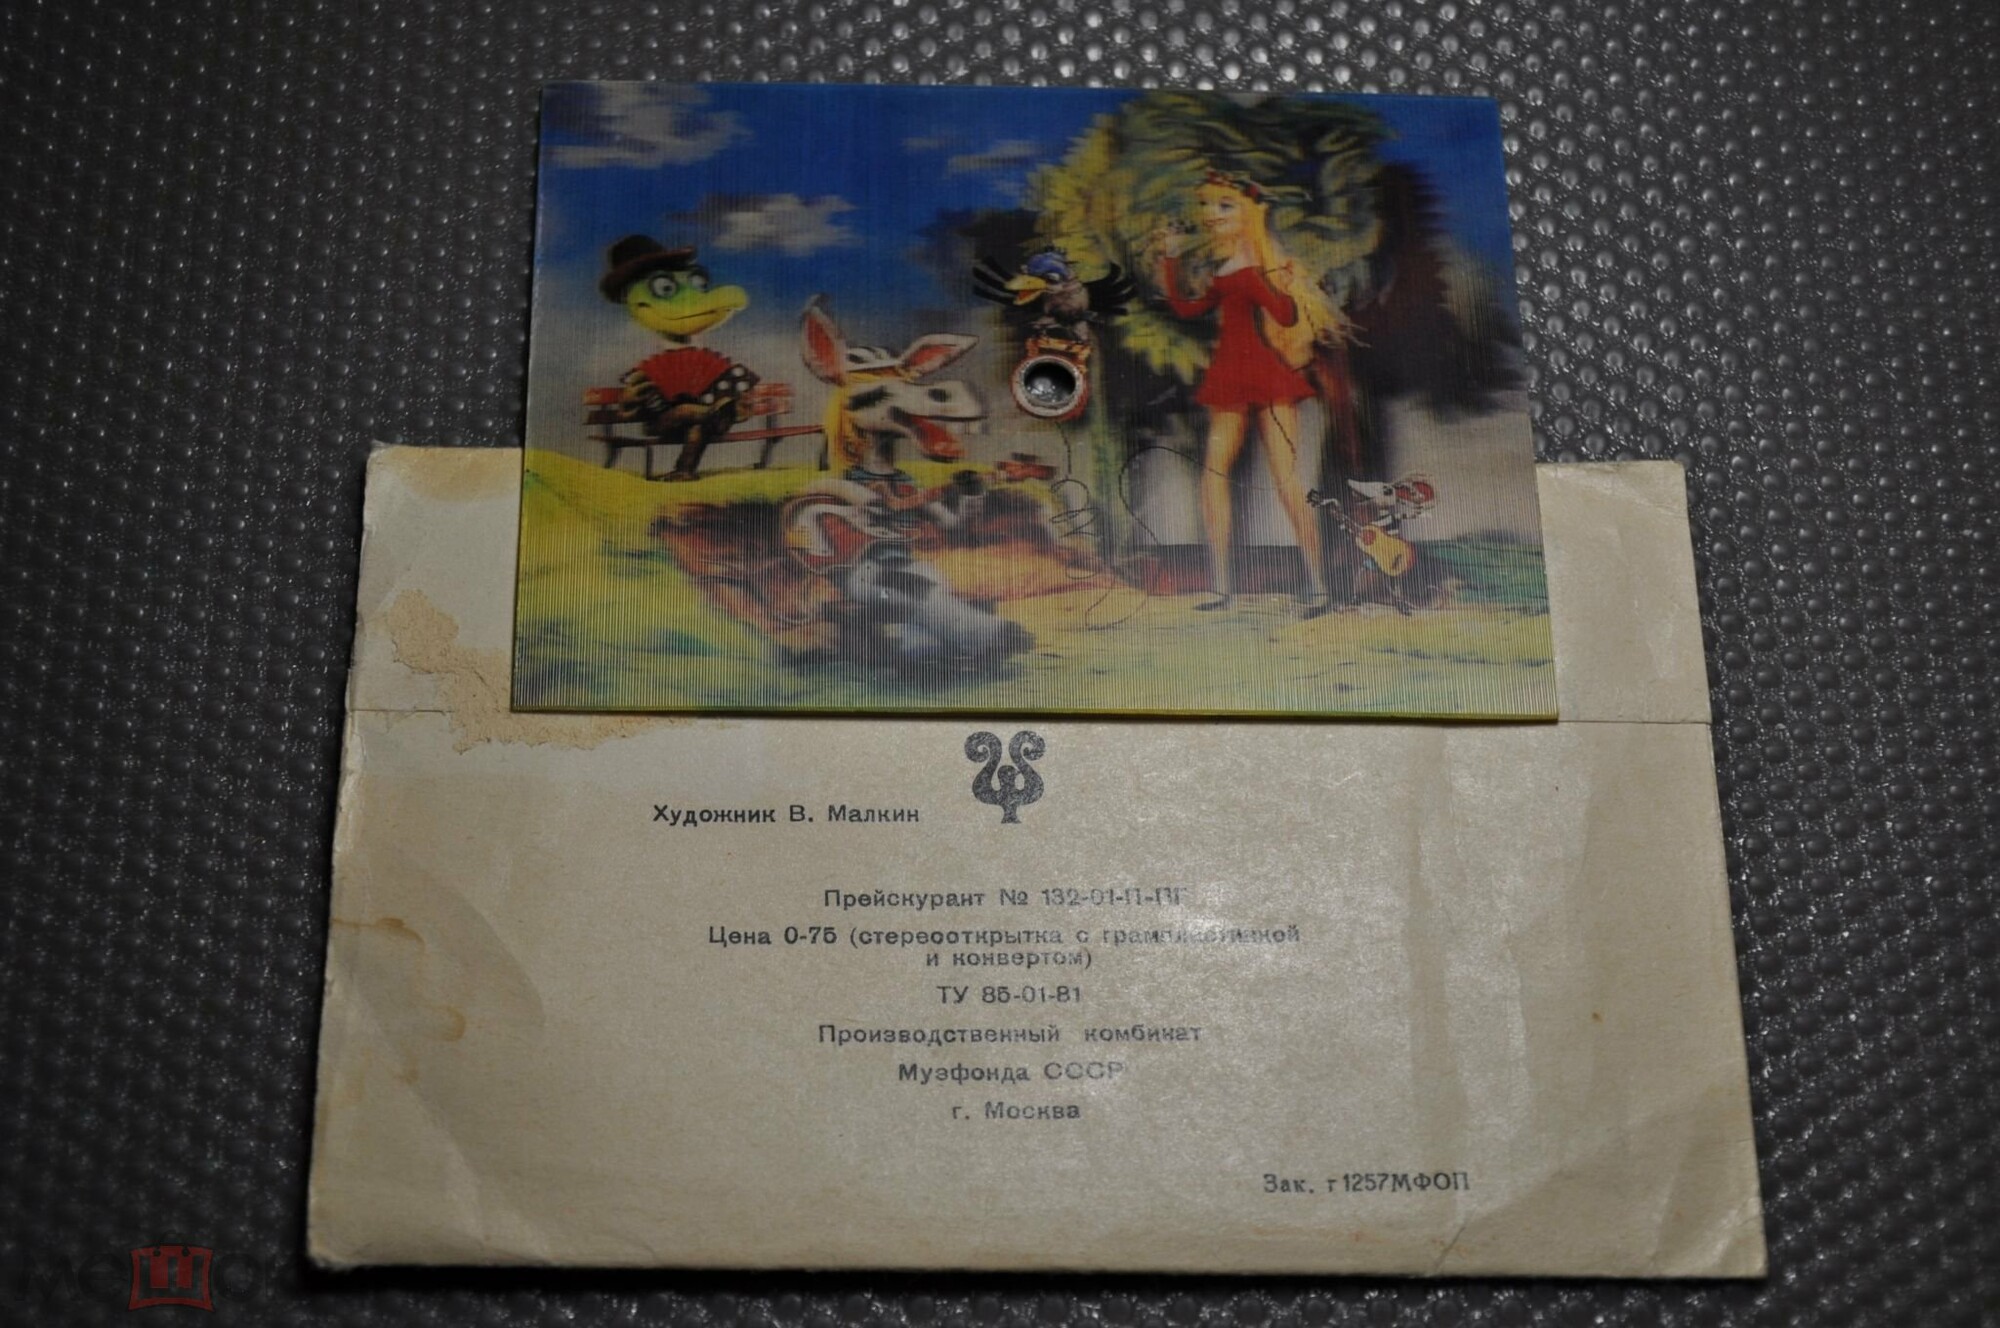 Художник В. Малкин
Прейскурант № 132-01-П-ПГ
Цена 0-75 (стереооткрытка с грампластинкой
и конвертом)
ТУ 85-01-81
Производственный комбинат
Музфонда СССР
г. Москва
Зак. г1257МФОП